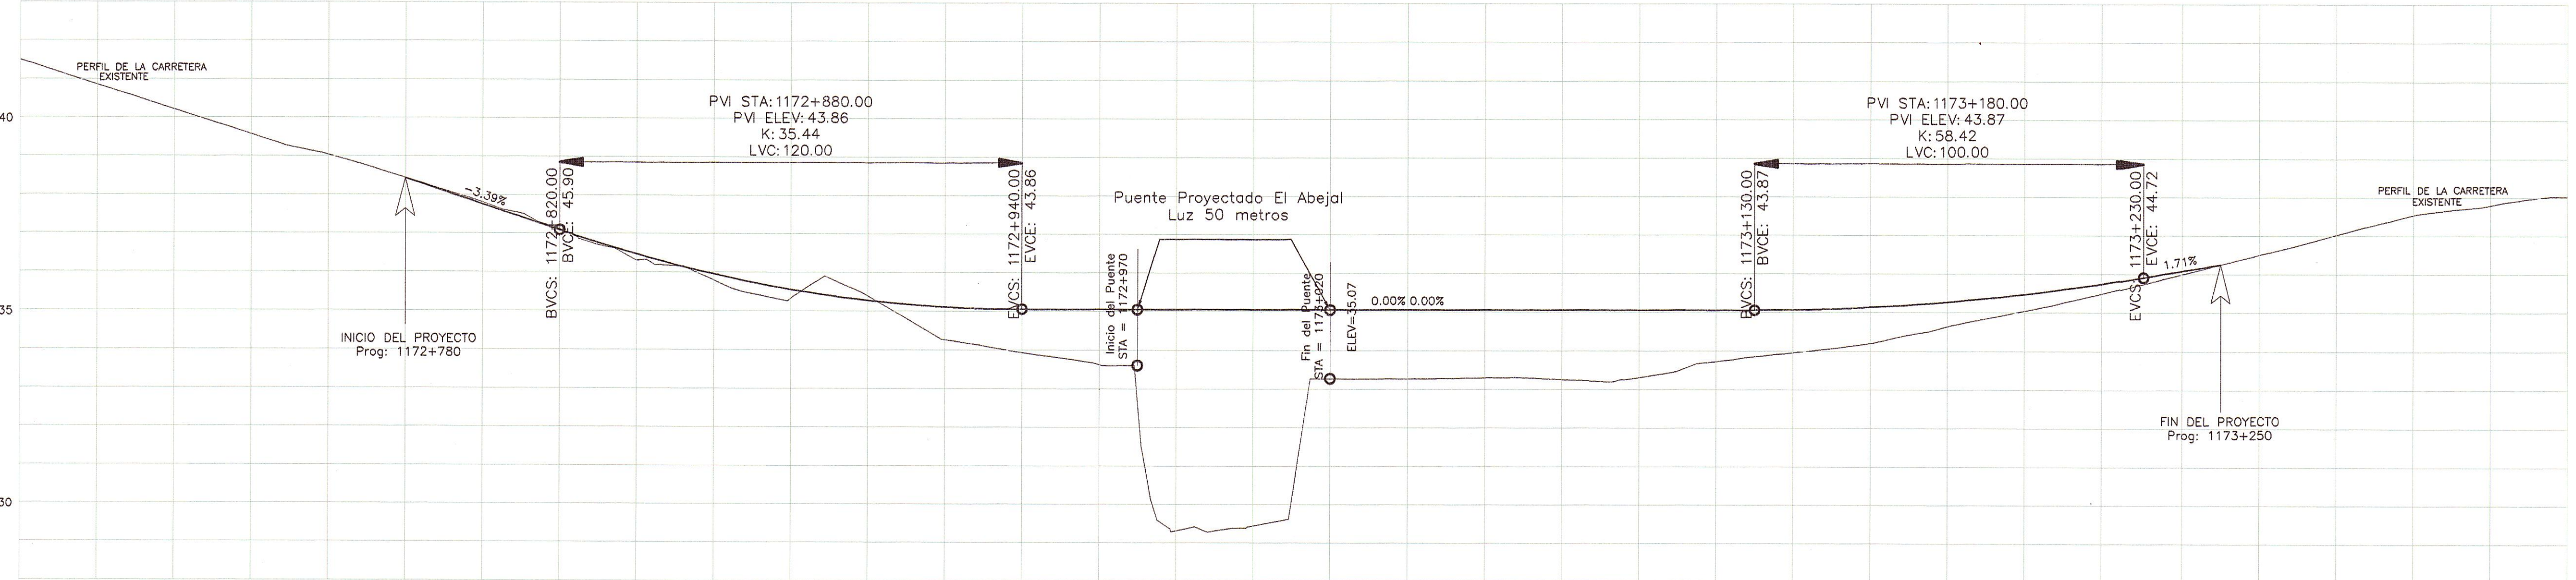 PERFIL DE LA CARRETERA
EXISTENTE
40
35
30
-3.39%
INICIO DEL PROYECTO
Prog: 1172+780
BVCS: 1172+820.00
BVCE: 45.90
PVI STA: 1172+880.00
PVI ELEV: 43.86
K: 35.44
LVC: 120.00
EVCS: 1172+940.00
EVCE: 43.86
Puente Proyectado El Abejal
Luz 50 metros
Inicio del Puente
STA = 1172+970
Fin del Puente
STA = 1173+020
ELEV=35.07
0.00% 0.00%
BVCS: 1173+130.00
BVCE: 43.87
PVI STA: 1173+180.00
PVI ELEV: 43.87
K: 58.42
LVC: 100.00
EVCS: 1173+230.00
EVCE: 44.72
1.71%
FIN DEL PROYECTO
Prog: 1173+250
PERFIL DE LA CARRETERA
EXISTENTE